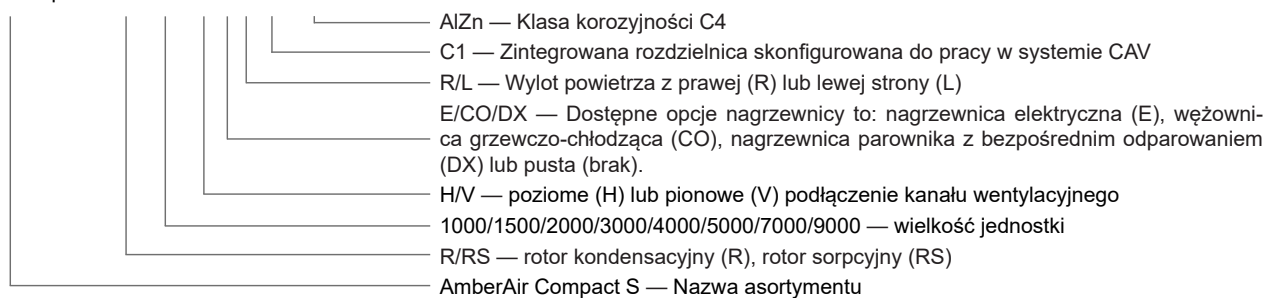 AlZn — Klasa korozyjności C4
C1 — Zintegrowana rozdzielnica skonfigurowana do pracy w systemie CAV
R/L — Wylot powietrza z prawej (R) lub lewej strony (L)
E/CO/DX — Dostępne opcje nagrzewnicy to: nagrzewnica elektryczna (E), wężowni-
ca grzewczo-chłodząca (CO), nagrzewnica parownika z bezpośrednim odparowaniem
(DX) lub pusta (brak).
H/V — poziome (H) lub pionowe (V) podłączenie kanału wentylacyjnego
1000/1500/2000/3000/4000/5000/7000/9000 — wielkość jednostki
R/RS — rotor kondensacyjny (R), rotor sorpcyjny (RS)
AmberAir Compact S — Nazwa asortymentu